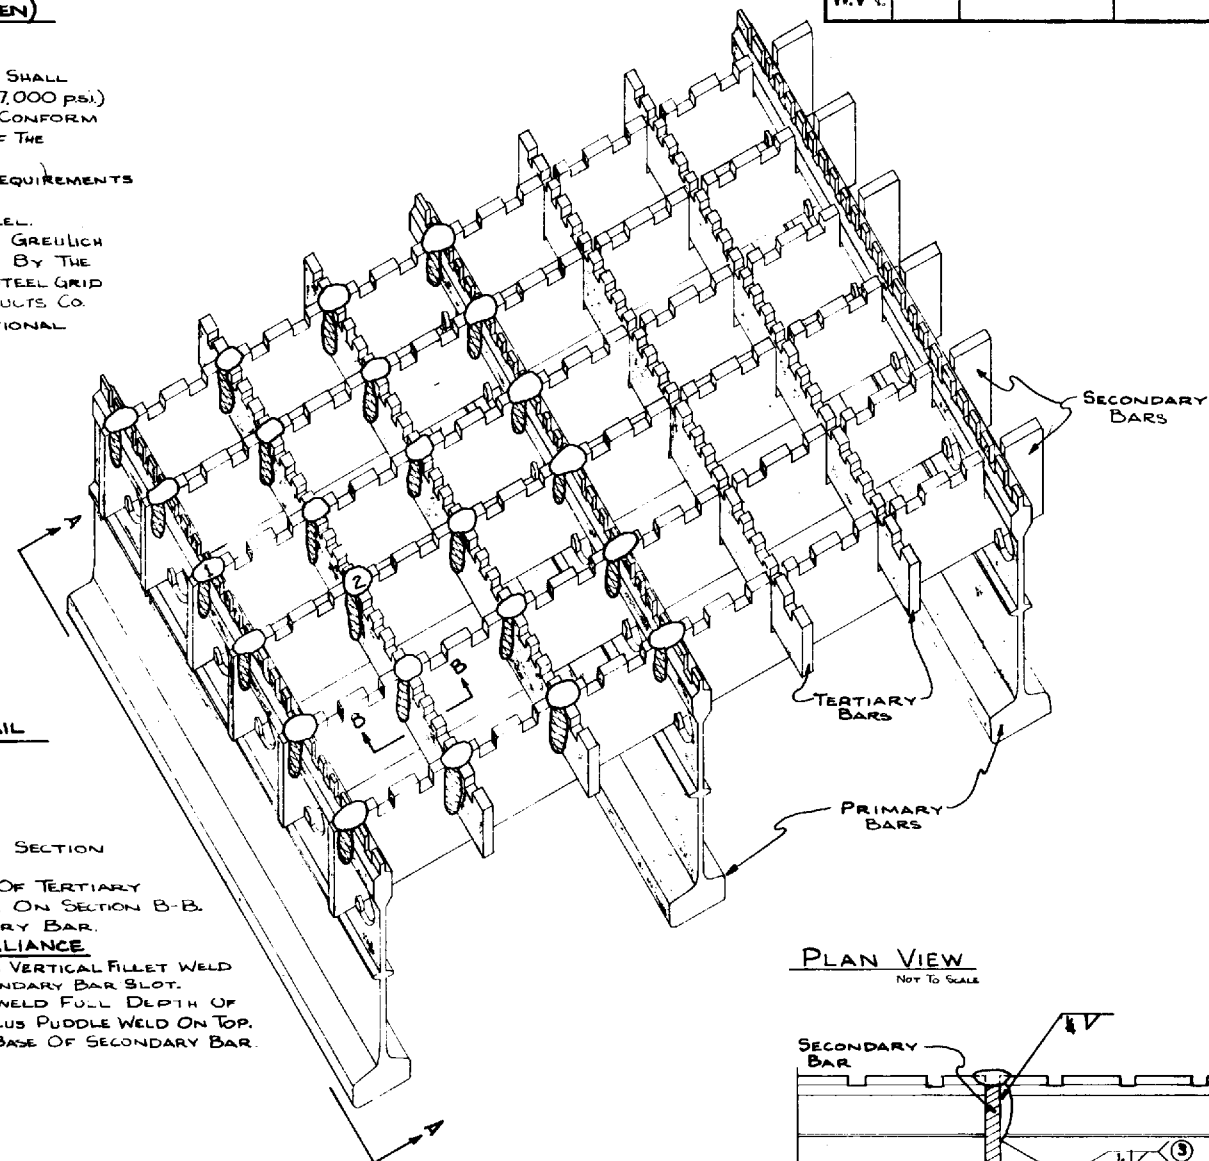 EN)
SHALL
7,000 P.S.I.)
CONFORM
F THE
EQUIREMENTS
EL.
GREULICH
BY THE
TEEL GRID
UCTS CO.
TIONAL
SECONDARY
BARS
A
1
2
B
B
TERTIARY
BARS
PRIMARY
BARS
AIL
SECTION
OF TERTIARY
ON SECTION B-B.
RY BAR.
LIANCE
VERTICAL FILLET WELD
NDARY BAR SLOT.
WELD FULL DEPTH OF
LUS PUDDLE WELD ON TOP.
BASE OF SECONDARY BAR.
A
PLAN VIEW
NOT TO SCALE
SECONDARY
BAR
3